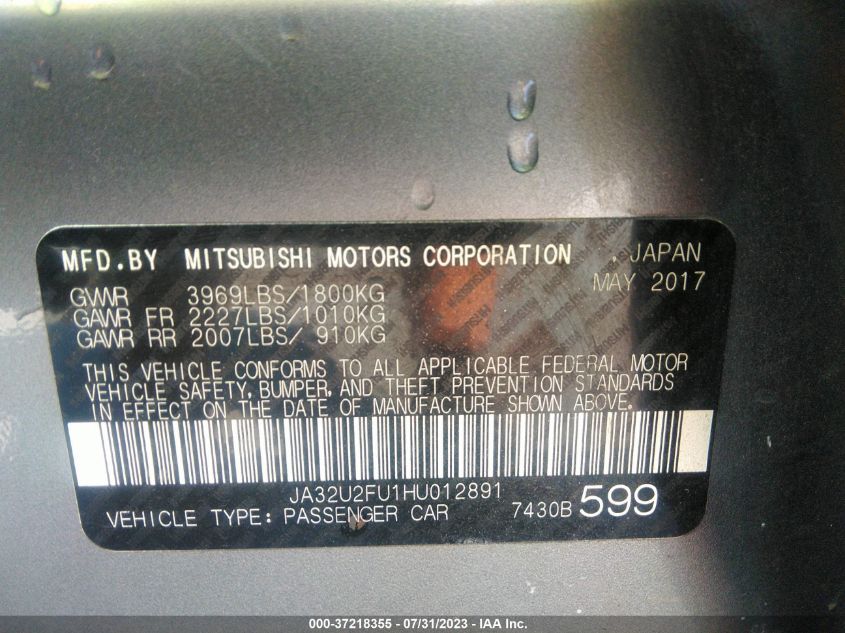 MFD.BY MITSUBISHI MOTORS CORPORATION . JAPAN
MAY 2017
GVWR 3969LBS/1800KG
GAWR FR 2227LBS/1010KG
GAWR RR 2007LBS/ 910KG
THIS VEHICLE CONFORMS TO ALL APPLICABLE FEDERAL MOTOR
VEHICLE SAFETY, BUMPER, AND THEFT PREVENTION STANDARDS
IN EFFECT ON THE DATE OF MANUFACTURE SHOWN ABOVE.
JA32U2FU1HU012891
VEHICLE TYPE: PASSENGER CAR 7430B 599
000-37218355 - 07/31/2023 - IAA Inc.